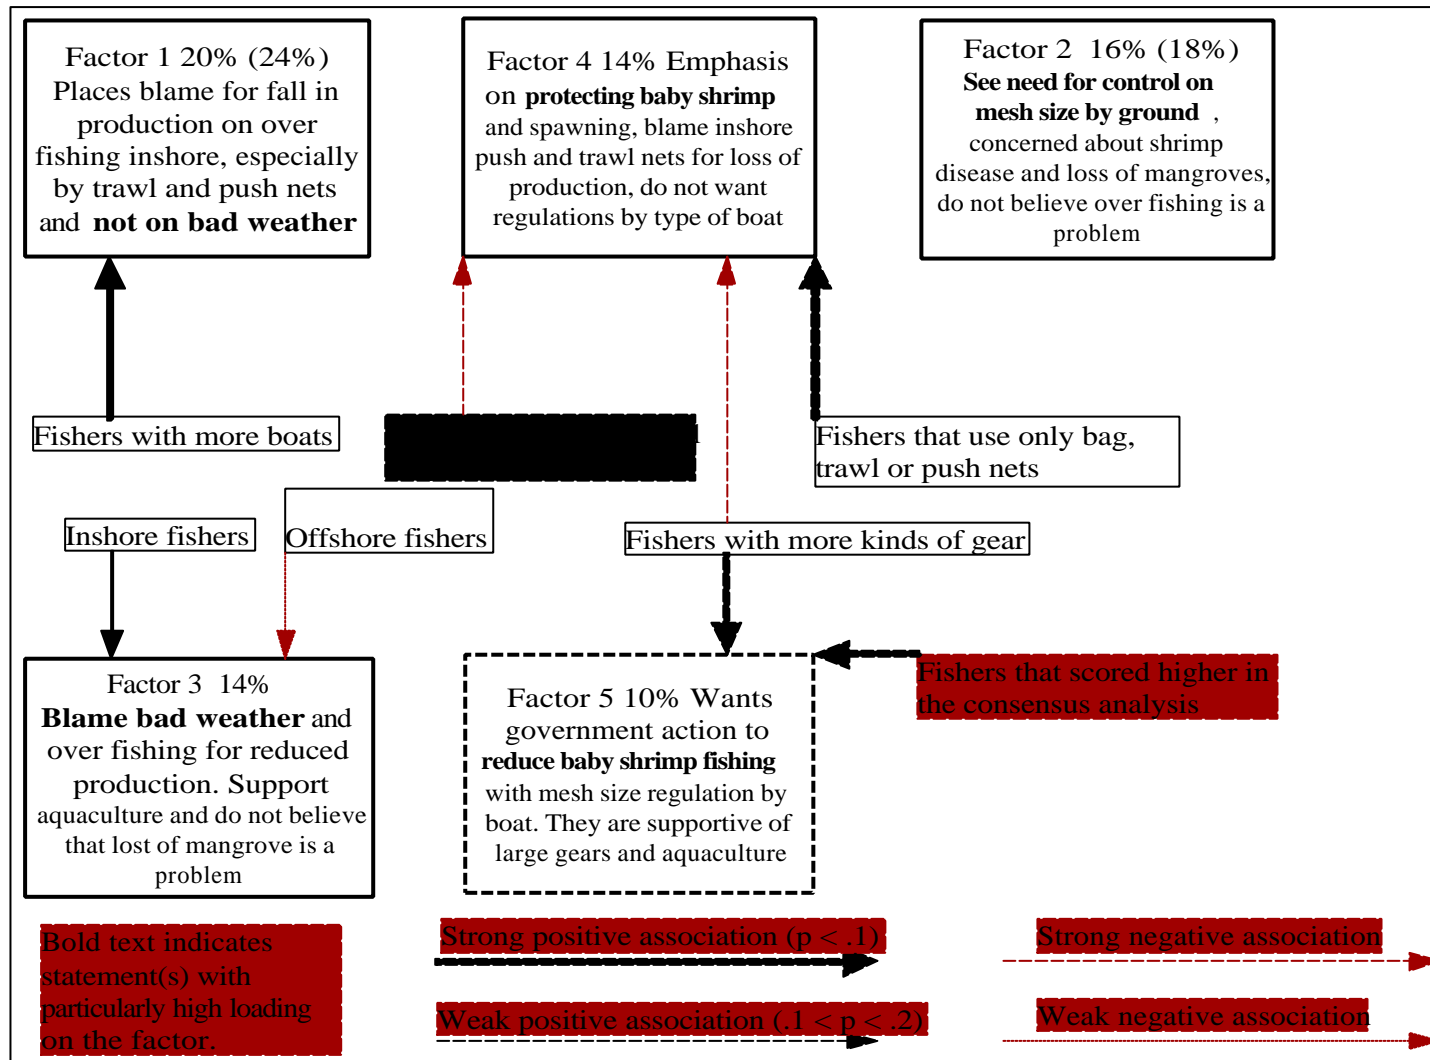 Factor 1 20% (24%)
Places blame for fall in
production on over
fishing inshore, especially
by trawl and push nets
and not on bad weather
Factor 4 14% Emphasis
on protecting baby shrimp
and spawning, blame inshore
push and trawl nets for loss of
production, do not want
regulations by type of boat
Factor 2 16% (18%)
See need for control on
mesh size by ground ,
concerned about shrimp
disease and loss of mangroves,
do not believe over fishing is a
problem
Fishers with more boats
Fishers that use only bag,
trawl or push nets
Inshore fishers
Offshore fishers
Fishers with more kinds of gear
Factor 3 14%
Blame bad weather and
over fishing for reduced
production. Support
aquaculture and do not believe
that lost of mangrove is a
problem
Factor 5 10% Wants
government action to
reduce baby shrimp fishing
with mesh size regulation by
boat. They are supportive of
large gears and aquaculture
Fishers that scored higher in
the consensus analysis
Bold text indicates
statement(s) with
particularly high loading
on the factor.
Strong positive association (p < .1)
Weak positive association (.1 < p < .2)
Strong negative association
Weak negative association